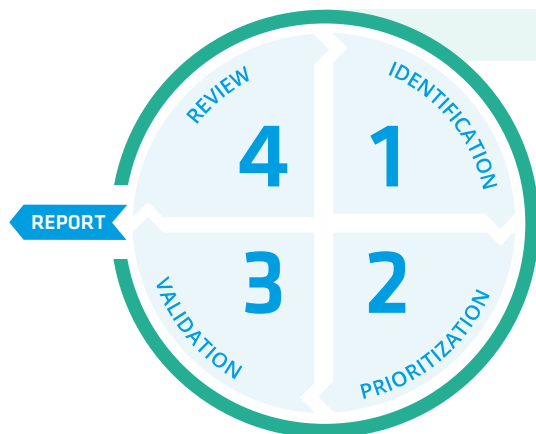 REVIEW
IDENTIFICATION
4
1
REPORT
3
2
VALIDATION
PRIORITIZATION